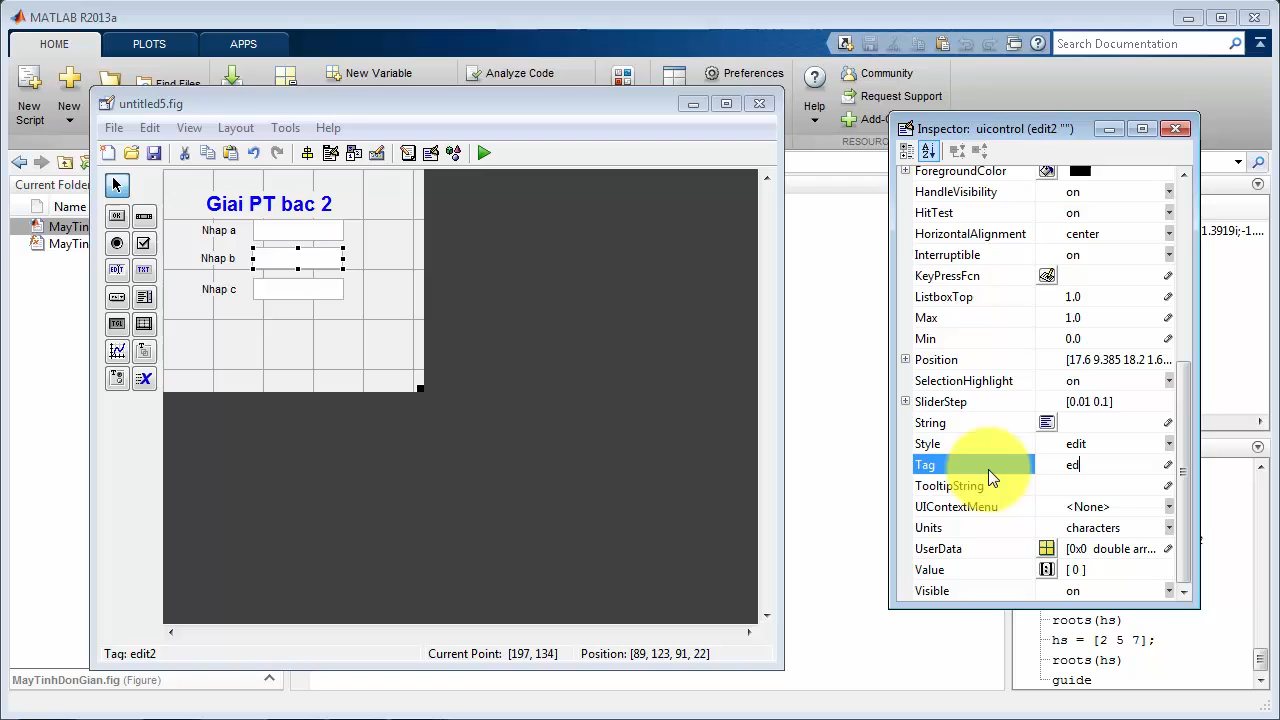 MATLAB R2013a
HOME PLOTS APPS
Search Documentation
New Script
New
Find Files
New Variable
Analyze Code
Preferences
Help
Community
Request Support
Add-
RESOURC
Current Folder
Name
MayTin
MayTin
untitled5.fig
File Edit View Layout Tools Help
Giai PT bac 2
Nhap a
Nhap b
Nhap c
OK
EDIT
TXT
TGL
Tag: edit2
Current Point: [197, 134]
Position: [89, 123, 91, 22]
MayTinhDonGian.fig (Figure)
Inspector: uicontrol (edit2 "")
ForegroundColor
HandleVisibility on
HitTest on
HorizontalAlignment center
Interruptible on
KeyPressFcn
ListboxTop 1.0
Max 1.0
Min 0.0
Position [17.6 9.385 18.2 1.6...
SelectionHighlight on
SliderStep [0.01 0.1]
String
Style edit
Tag ed
TooltipString
UIContextMenu <None>
Units characters
UserData [0x0 double arr...
Value [ 0 ]
Visible on
1.3919i;-1....
roots(hs)
hs = [2 5 7];
roots(hs)
guide